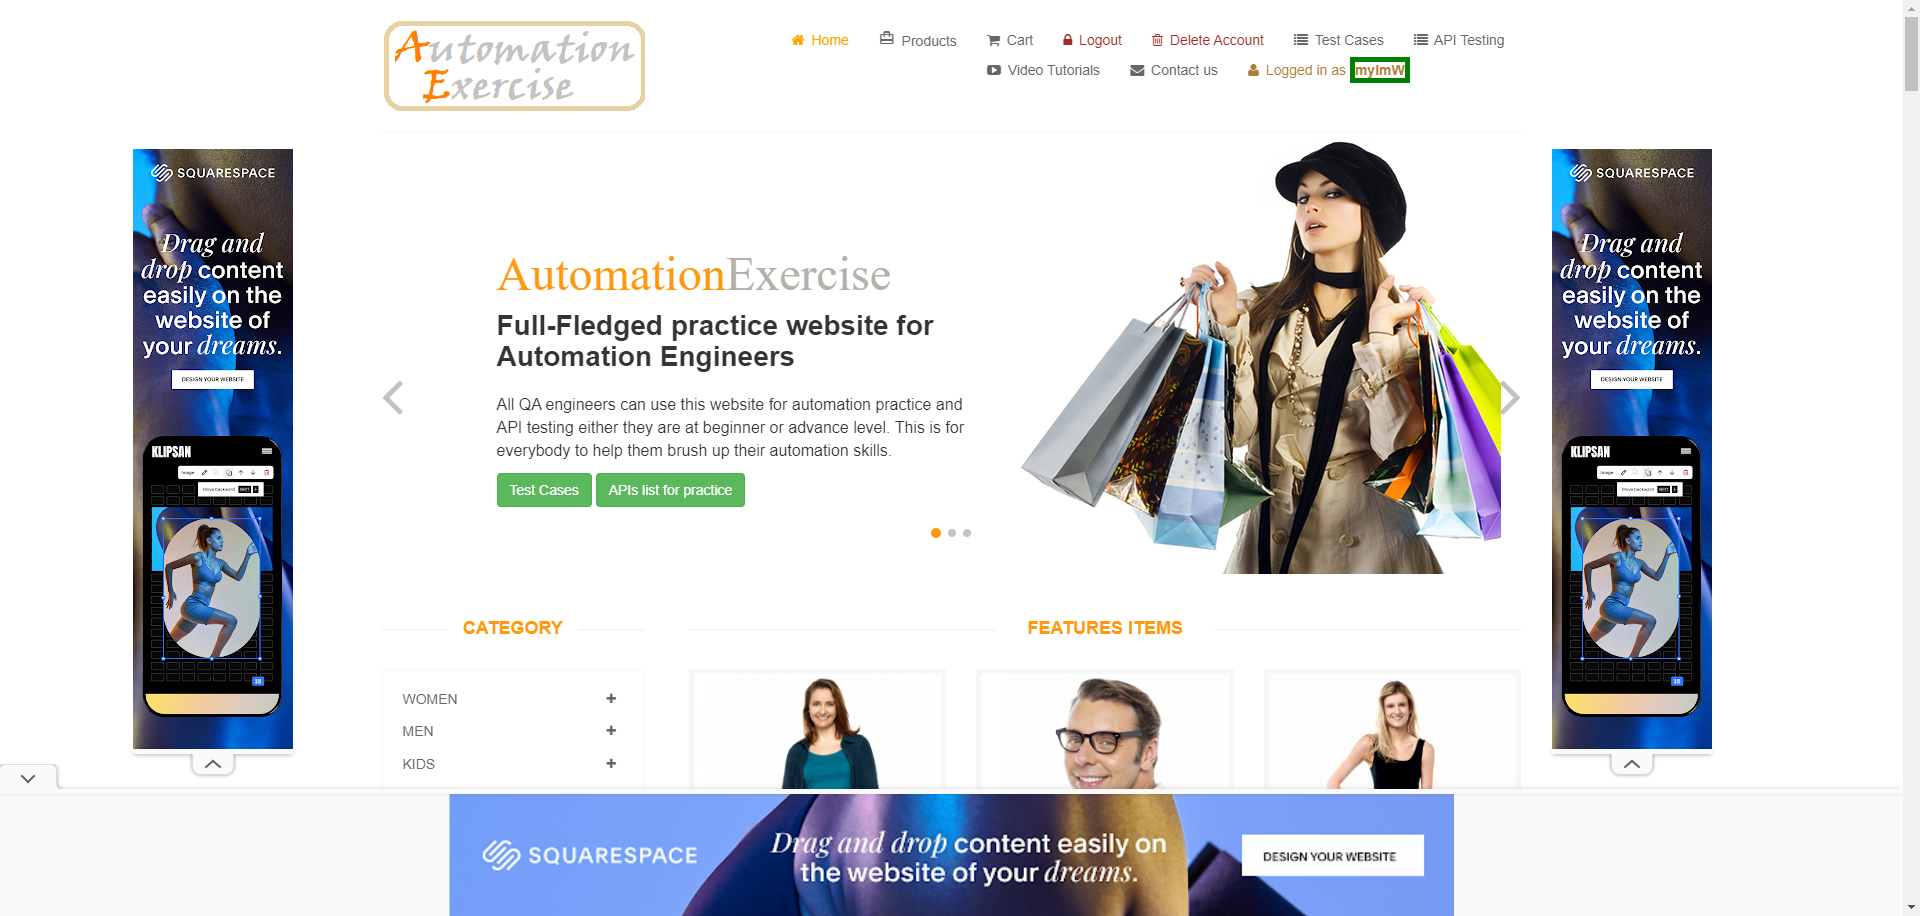 Automation
Exercise
Home
Products
Cart
Logout
Delete Account
Test Cases
API Testing
Video Tutorials
Contact us
Logged in as
SQUARESPACE
Drag and
drop content
easily on the
website of
your dreams.
DESIGN YOUR WEBSITE
KLIPSAN
Image
Move backward
AutomationExercise
Full-Fledged practice website for
Automation Engineers
All QA engineers can use this website for automation practice and
API testing either they are at beginner or advance level. This is for
everybody to help them brush up their automation skills.
Test Cases
APIs list for practice
SQUARESPACE
Drag and
drop content
easily on the
website of
your dreams.
DESIGN YOUR WEBSITE
KLIPSAN
Image
Move backward
CATEGORY
WOMEN
MEN
KIDS
FEATURES ITEMS
SQUARESPACE
Drag and drop content easily on
the website of your dreams.
DESIGN YOUR WEBSITE